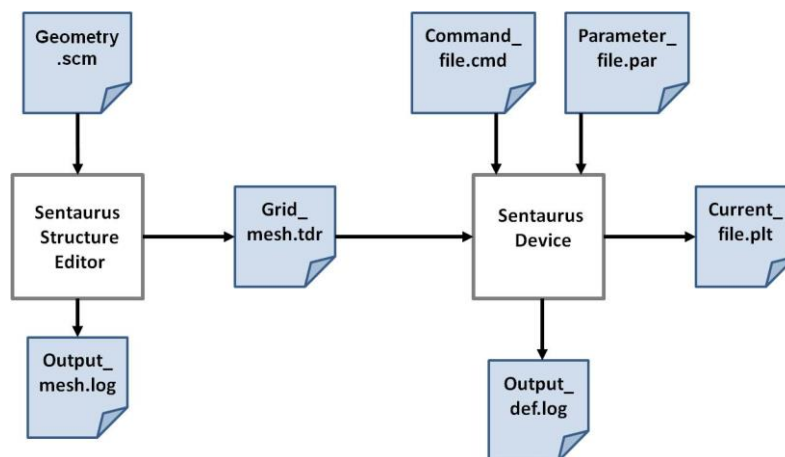 Geometry
.scm
Command_
file.cmd
Parameter_
file.par
Sentaurus
Structure
Editor
Grid_
mesh.tdr
Sentaurus
Device
Current_
file.plt
Output_
mesh.log
Output_
def.log